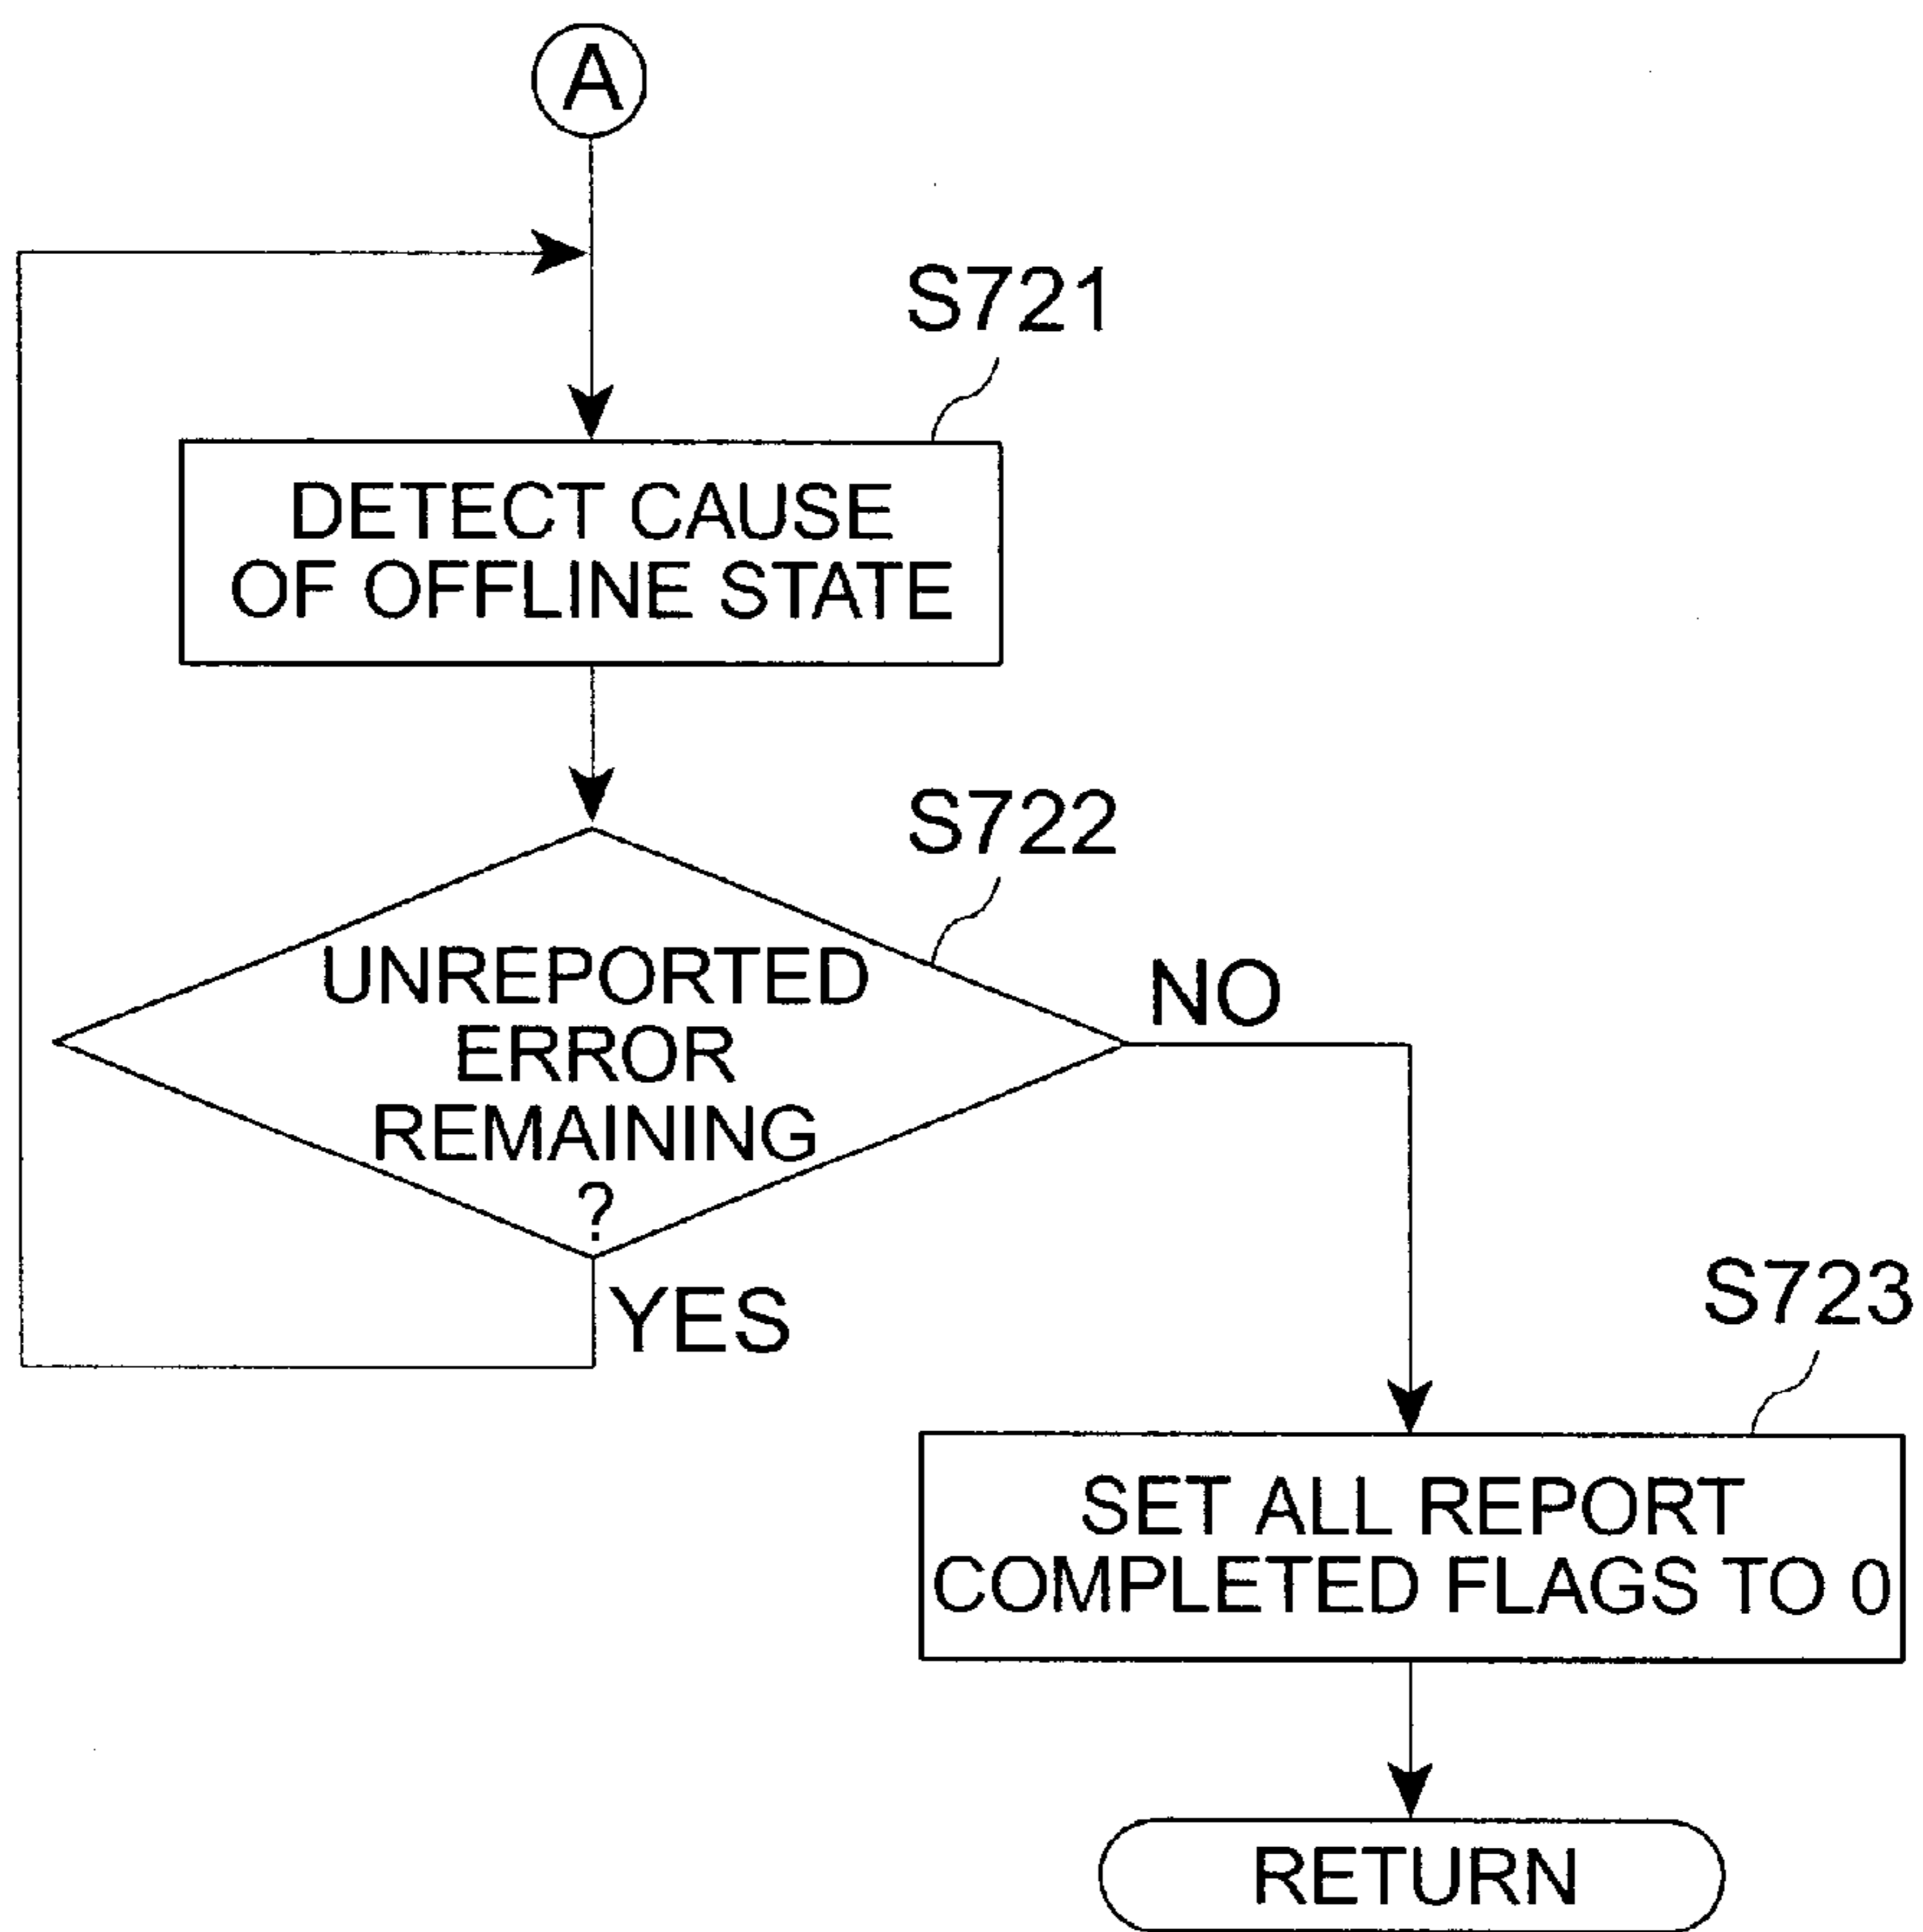 A
S721
DETECT CAUSE
OF OFFLINE STATE
S722
UNREPORTED
ERROR
REMAINING
?
NO
YES
S723
SET ALL REPORT
COMPLETED FLAGS TO 0
RETURN